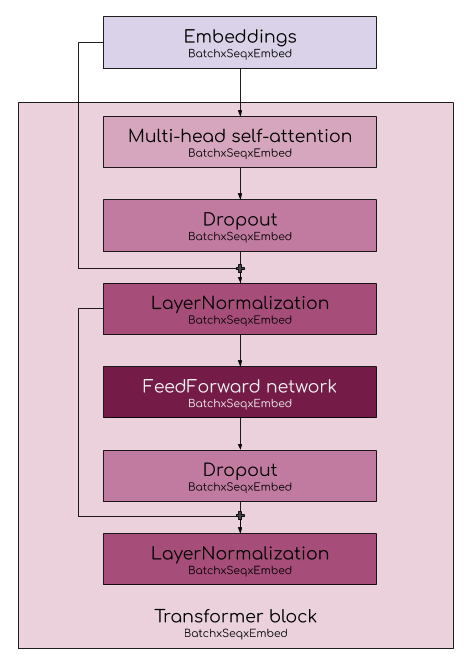 Embeddings
BatchxSeqxEmbed
Multi-head self-attention
BatchxSeqxEmbed
Dropout
BatchxSeqxEmbed
LayerNormalization
BatchxSeqxEmbed
FeedForward network
BatchxSeqxEmbed
Dropout
BatchxSeqxEmbed
LayerNormalization
BatchxSeqxEmbed
Transformer block
BatchxSeqxEmbed